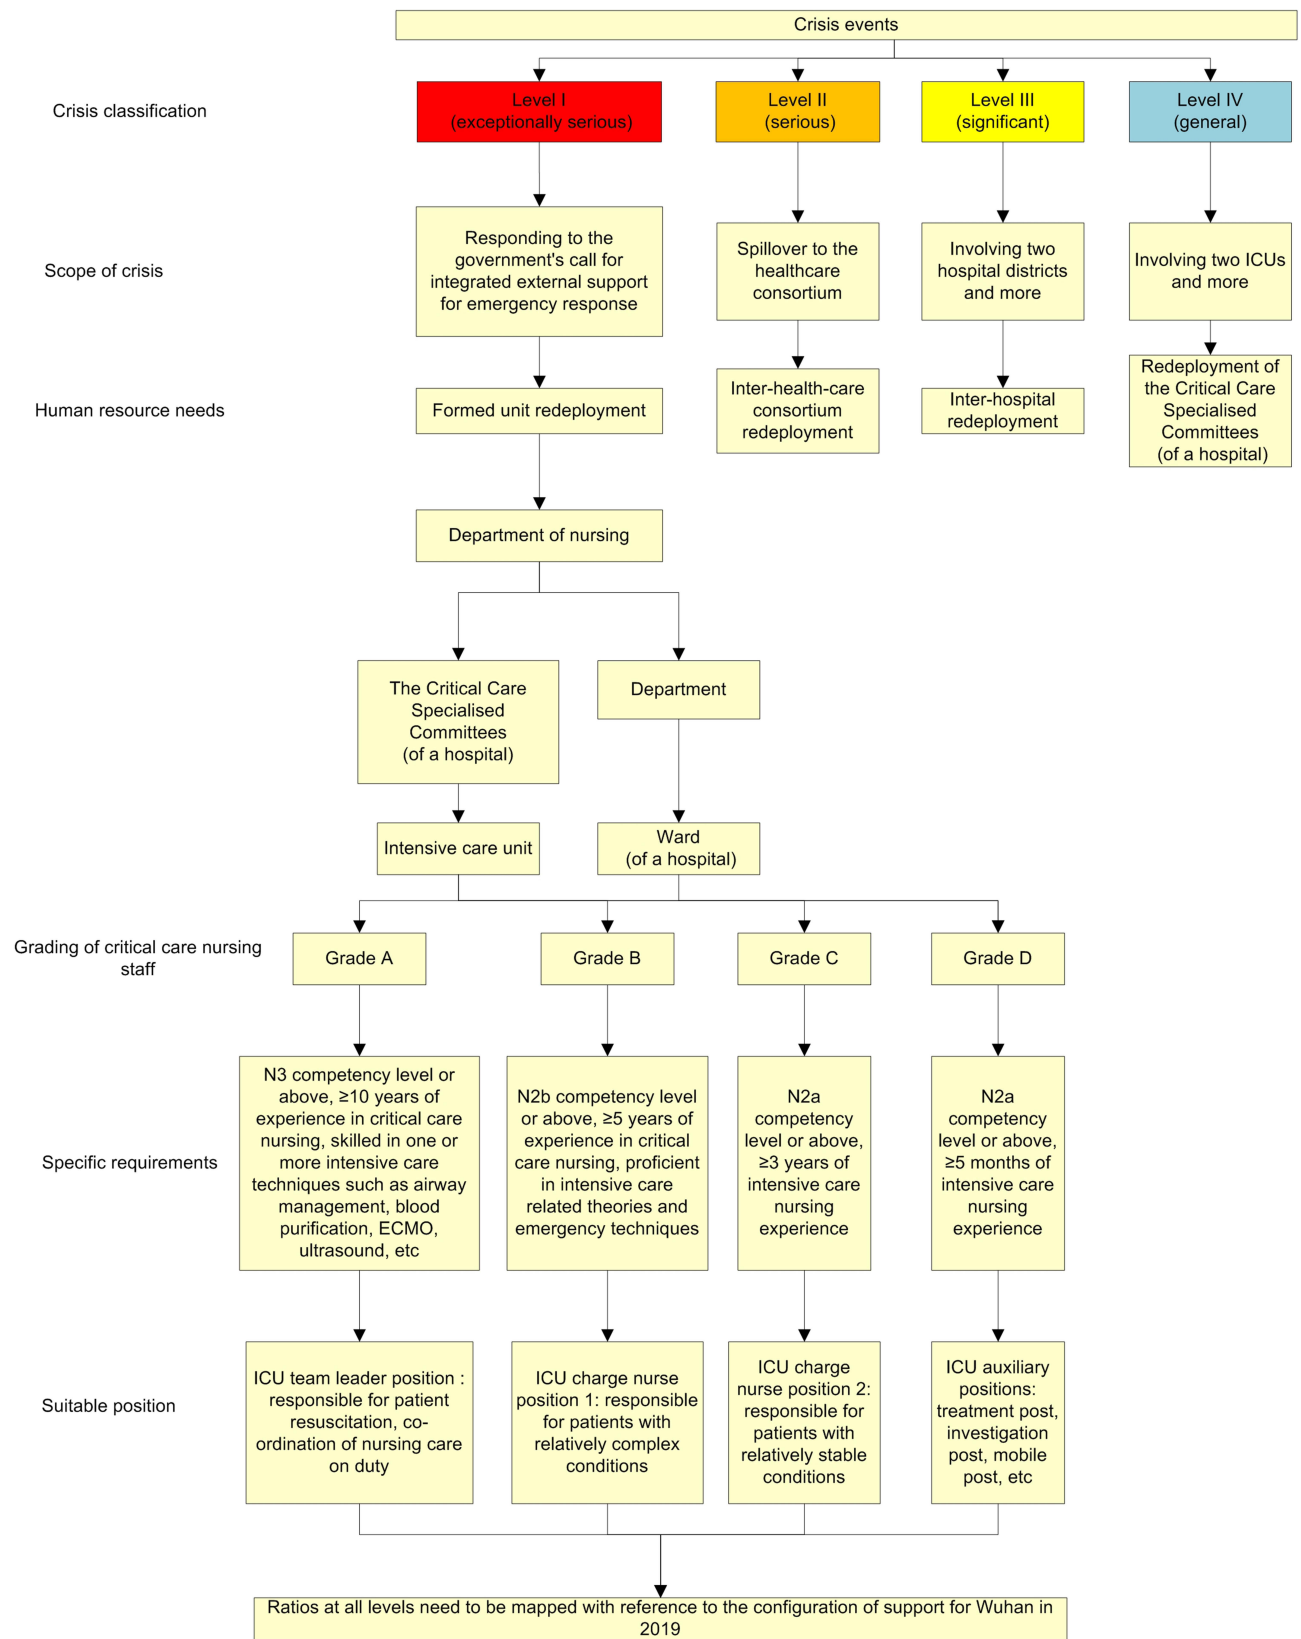 Crisis events
Crisis classification
Level I
(exceptionally serious)
Level II
(serious)
Level III
(significant)
Level IV
(general)
Scope of crisis
Responding to the
government's call for
integrated external support
for emergency response
Spillover to the
healthcare
consortium
Involving two
hospital districts
and more
Involving two ICUs
and more
Human resource needs
Formed unit redeployment
Inter-health-care
consortium
redeployment
Inter-hospital
redeployment
Redeployment of
the Critical Care
Specialised
Committees
(of a hospital)
Department of nursing
The Critical Care
Specialised
Committees
(of a hospital)
Department
Intensive care unit
Ward
(of a hospital)
Grading of critical care nursing
staff
Grade A
Grade B
Grade C
Grade D
Specific requirements
N3 competency level or
above, ≥10 years of
experience in critical care
nursing, skilled in one or
more intensive care
techniques such as airway
management, blood
purification, ECMO,
ultrasound, etc
N2b competency level
or above, ≥5 years of
experience in critical
care nursing, proficient
in intensive care
related theories and
emergency techniques
N2a
competency
level or above,
≥3 years of
intensive care
nursing
experience
N2a
competency
level or above,
≥5 months of
intensive care
nursing
experience
Suitable position
ICU team leader position :
responsible for patient
resuscitation, co-
ordination of nursing care
on duty
ICU charge nurse
position 1: responsible
for patients with
relatively complex
conditions
ICU charge
nurse position 2:
responsible for
patients with
relatively stable
conditions
ICU auxiliary
positions:
treatment post,
investigation
post, mobile
post, etc
Ratios at all levels need to be mapped with reference to the configuration of support for Wuhan in
2019